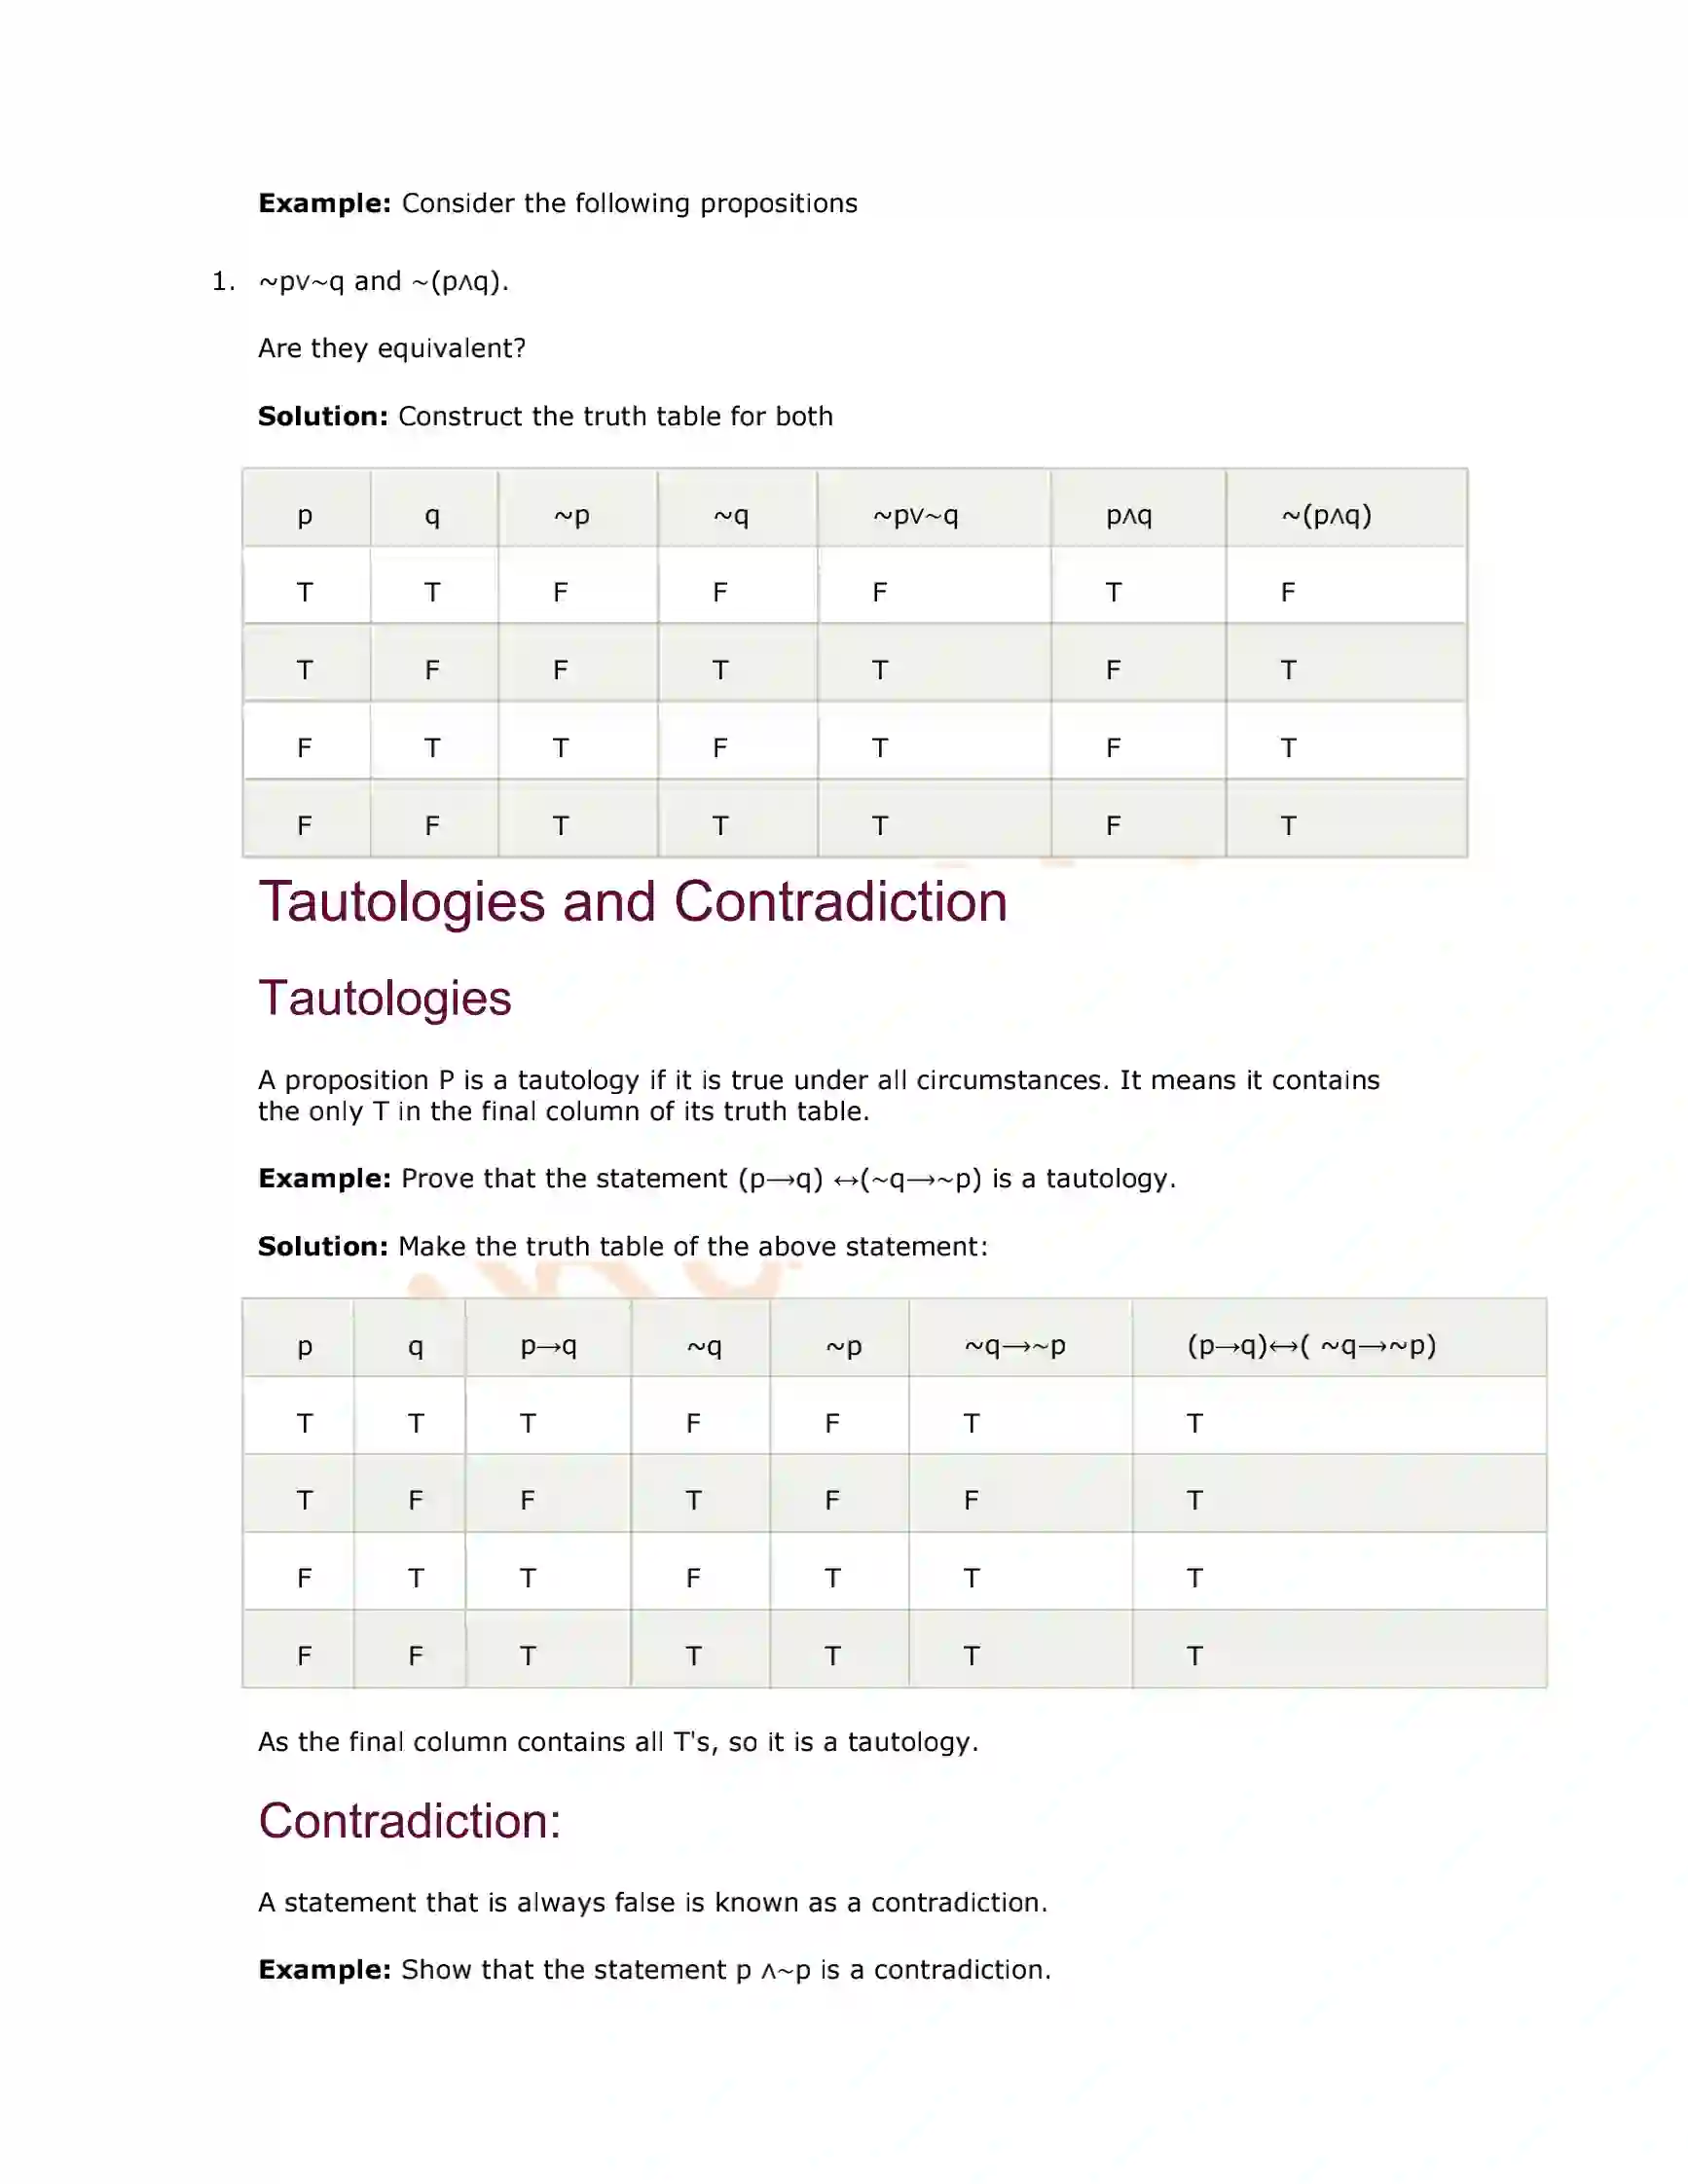 Example: Consider the following propositions
1. ~p∨~q and ~(p∧q).
Are they equivalent?
Solution: Construct the truth table for both
p q ~p ~q ~p∨~q p∧q ~(p∧q)
T T F F F T F
T F F T T F T
F T T F T F T
F F T T T F T
Tautologies and Contradiction
Tautologies
A proposition P is a tautology if it is true under all circumstances. It means it contains
the only T in the final column of its truth table.
Example: Prove that the statement (p⟶q) ↔(~q⟶~p) is a tautology.
Solution: Make the truth table of the above statement:
p q p→q ~q ~p ~q⟶~p (p→q)⟷( ~q⟶~p)
T T T F F T T
T F F T F F T
F T T F T T T
F F T T T T T
As the final column contains all T's, so it is a tautology.
Contradiction:
A statement that is always false is known as a contradiction.
Example: Show that the statement p ∧~p is a contradiction.